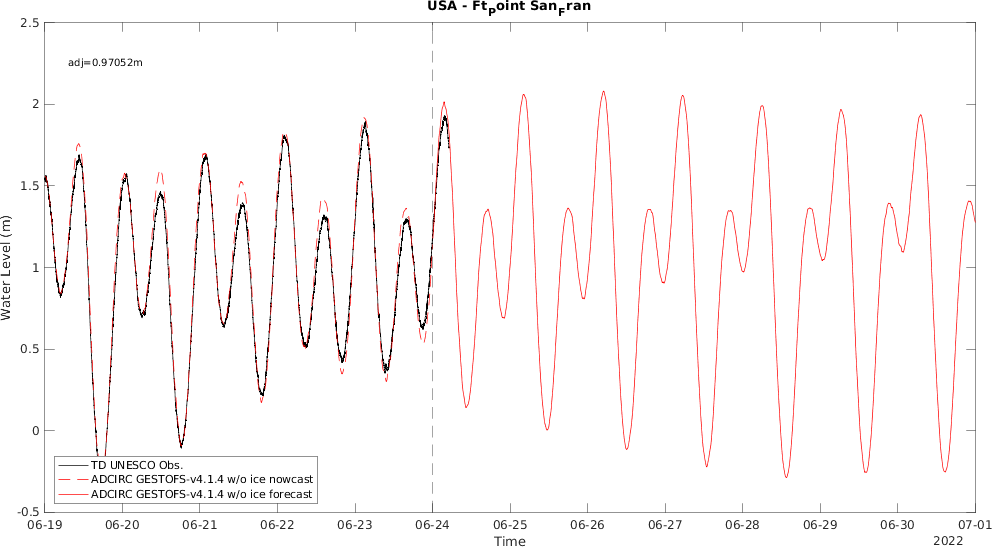 USA - FtPoint SanFran
2.5
adj=0.97052m
2
1.5
1
0.5
0
-0.5
Water Level (m)
TD UNESCO Obs.
ADCIRC GESTOFS-v4.1.4 w/o ice nowcast
ADCIRC GESTOFS-v4.1.4 w/o ice forecast
06-19 06-20 06-21 06-22 06-23 06-24 06-25 06-26 06-27 06-28 06-29 06-30 07-01
Time
2022